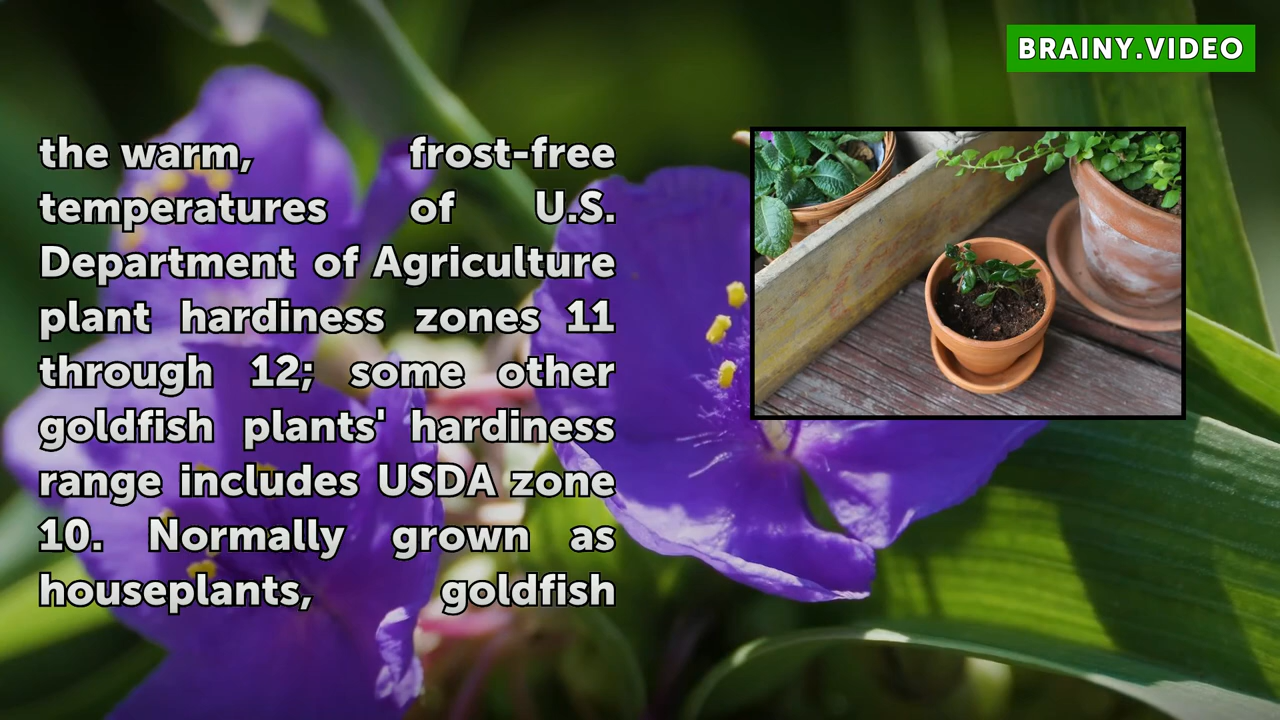 BRAINY.VIDEO
the warm, frost-free
temperatures of U.S.
Department of Agriculture
plant hardiness zones 11
through 12; some other
goldfish plants' hardiness
range includes USDA zone
10. Normally grown as
houseplants, goldfish